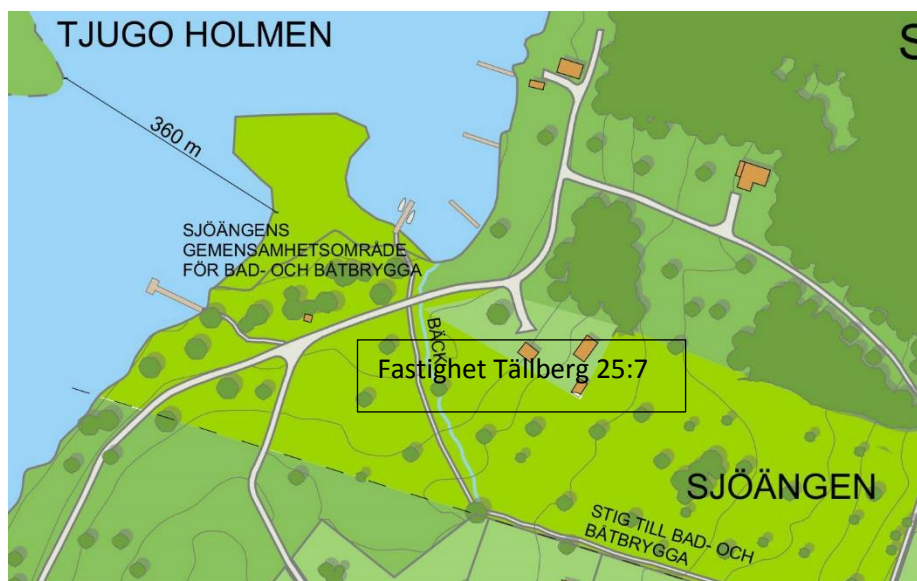 TJUGO HOLMEN
S
360 m
SJÖÄNGENS
GEMENSAMHETSOMRÅDE
FÖR BAD- OCH BÅTBRYGGA
BÄCK
Fastighet Tällberg 25:7
SJÖÄNGEN
STIG TILL BAD- OCH
BÅTBRYGGA